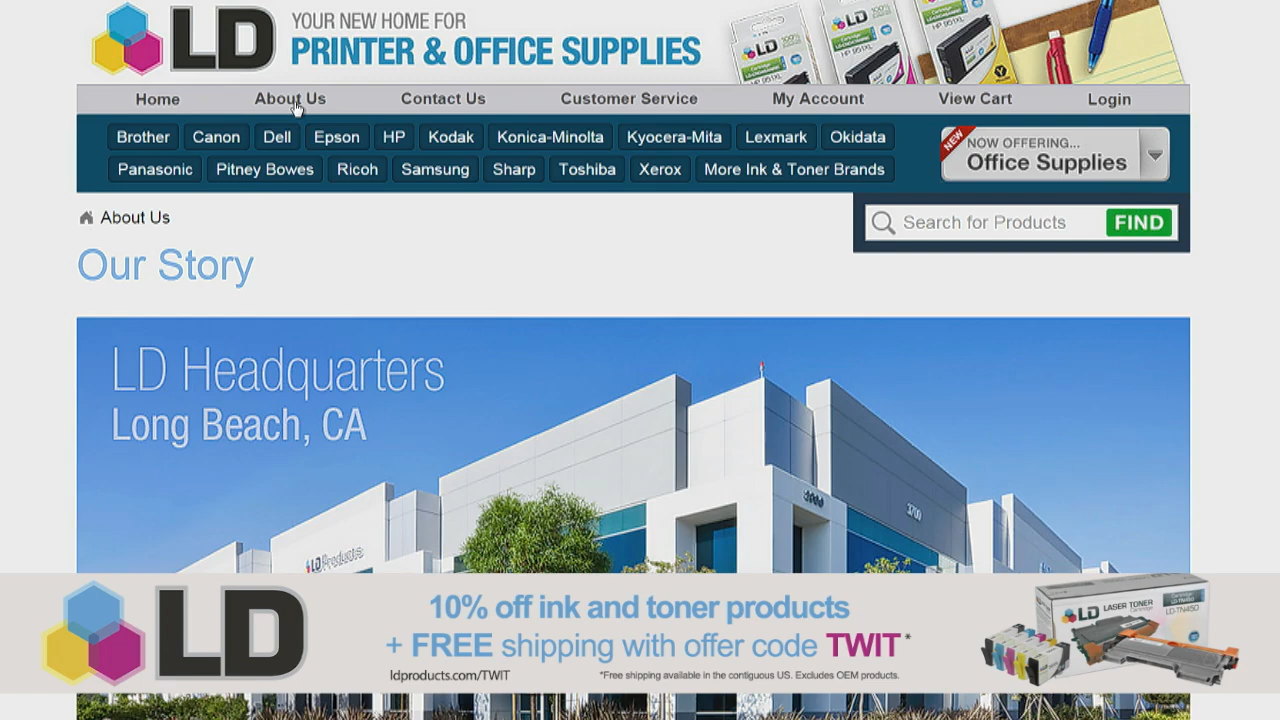 LD
YOUR NEW HOME FOR
PRINTER & OFFICE SUPPLIES
Home About Us Contact Us Customer Service My Account View Cart Login
Brother Canon Dell Epson HP Kodak Konica-Minolta Kyocera-Mita Lexmark Okidata
Panasonic Pitney Bowes Ricoh Samsung Sharp Toshiba Xerox More Ink & Toner Brands
NEW
NOW OFFERING...
Office Supplies
About Us
Search for Products FIND
Our Story
LD Headquarters
Long Beach, CA
3700
LD Products
LD
10% off ink and toner products
+ FREE shipping with offer code TWIT*
ldproducts.com/TWIT
*Free shipping available in the contiguous US. Excludes OEM products.
LD LASER TONER
LD-TN450